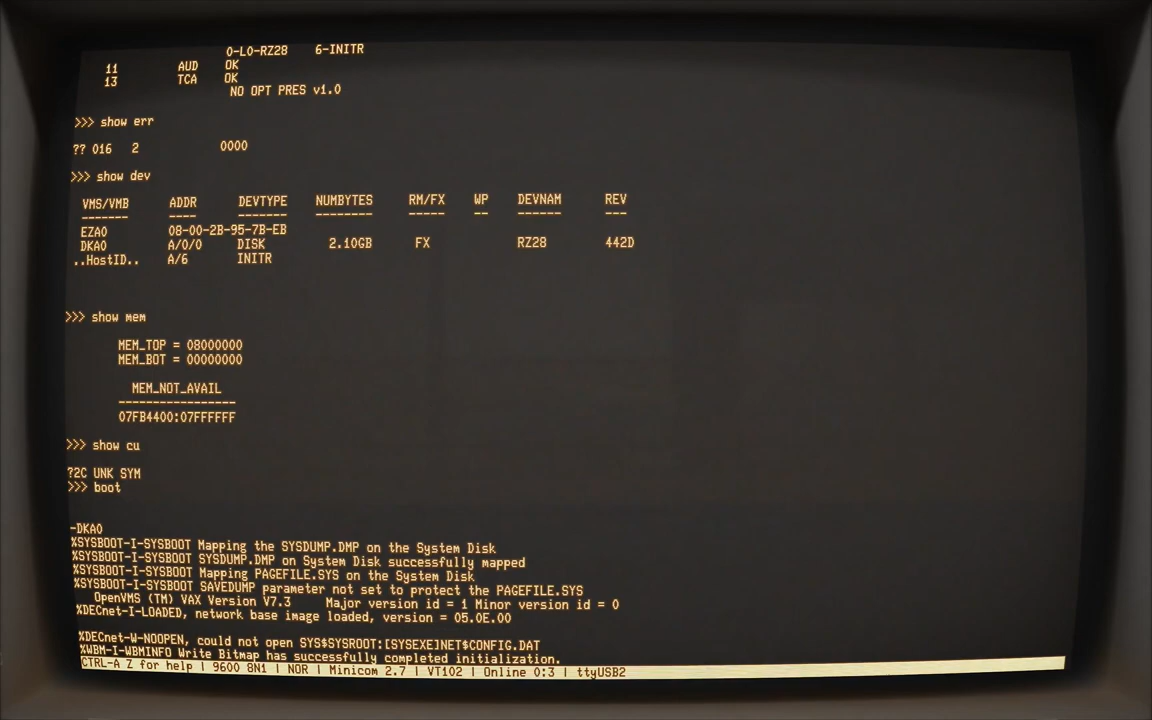 0-L0-RZ28 6-INITR
11 AUD OK
13 TCA OK
NO OPT PRES v1.0
>>> show err
?? 016 2 0000
>>> show dev
VMS/VMB ADDR DEVTYPE NUMBYTES RM/FX WP DEVNAM REV
------- ---- ------- -------- ----- -- ------ ---
EZA0 08-00-2B-95-7B-EB
DKA0 A/0/0 DISK 2.10GB FX RZ28 442D
..HostID.. A/6 INITR
>>> show mem
MEM_TOP = 08000000
MEM_BOT = 00000000
MEM_NOT_AVAIL
-----------------
07FB4400:07FFFFFF
>>> show cu
?2C UNK SYM
>>> boot
-DKA0
%SYSBOOT-I-SYSBOOT Mapping the SYSDUMP.DMP on the System Disk
%SYSBOOT-I-SYSBOOT SYSDUMP.DMP on System Disk successfully mapped
%SYSBOOT-I-SYSBOOT Mapping PAGEFILE.SYS on the System Disk
%SYSBOOT-I-SYSBOOT SAVEDUMP parameter not set to protect the PAGEFILE.SYS
OpenVMS (TM) VAX Version V7.3 Major version id = 1 Minor version id = 0
%DECnet-I-LOADED, network base image loaded, version = 05.0E.00
%DECnet-W-NOOPEN, could not open SYS$SYSROOT:[SYSEXE]NET$CONFIG.DAT
%WBM-I-WBMINFO Write Bitmap has successfully completed initialization.
CTRL-A Z for help | 9600 8N1 | NOR | Minicom 2.7 | VT102 | Online 0:3 | ttyUSB2